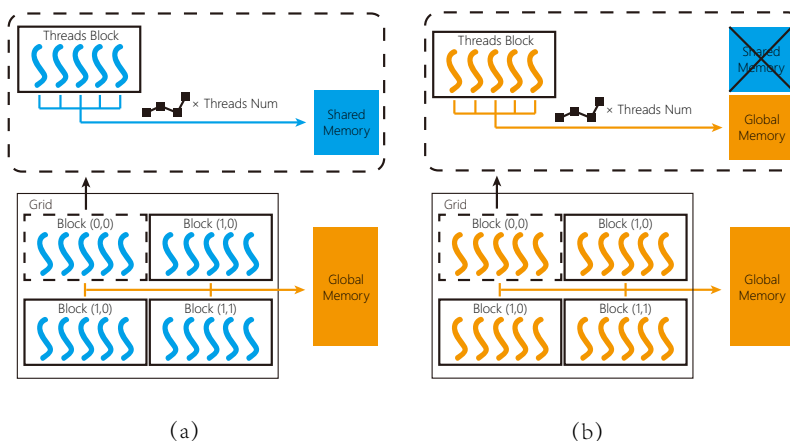 Threads Block
× Threads Num
Shared
Memory
Grid
Block (0,0)
Block (1,0)
Block (1,0)
Block (1,1)
Global
Memory
(a)
Threads Block
× Threads Num
Shared
Memory
Global
Memory
Grid
Block (0,0)
Block (1,0)
Block (1,0)
Block (1,1)
Global
Memory
(b)